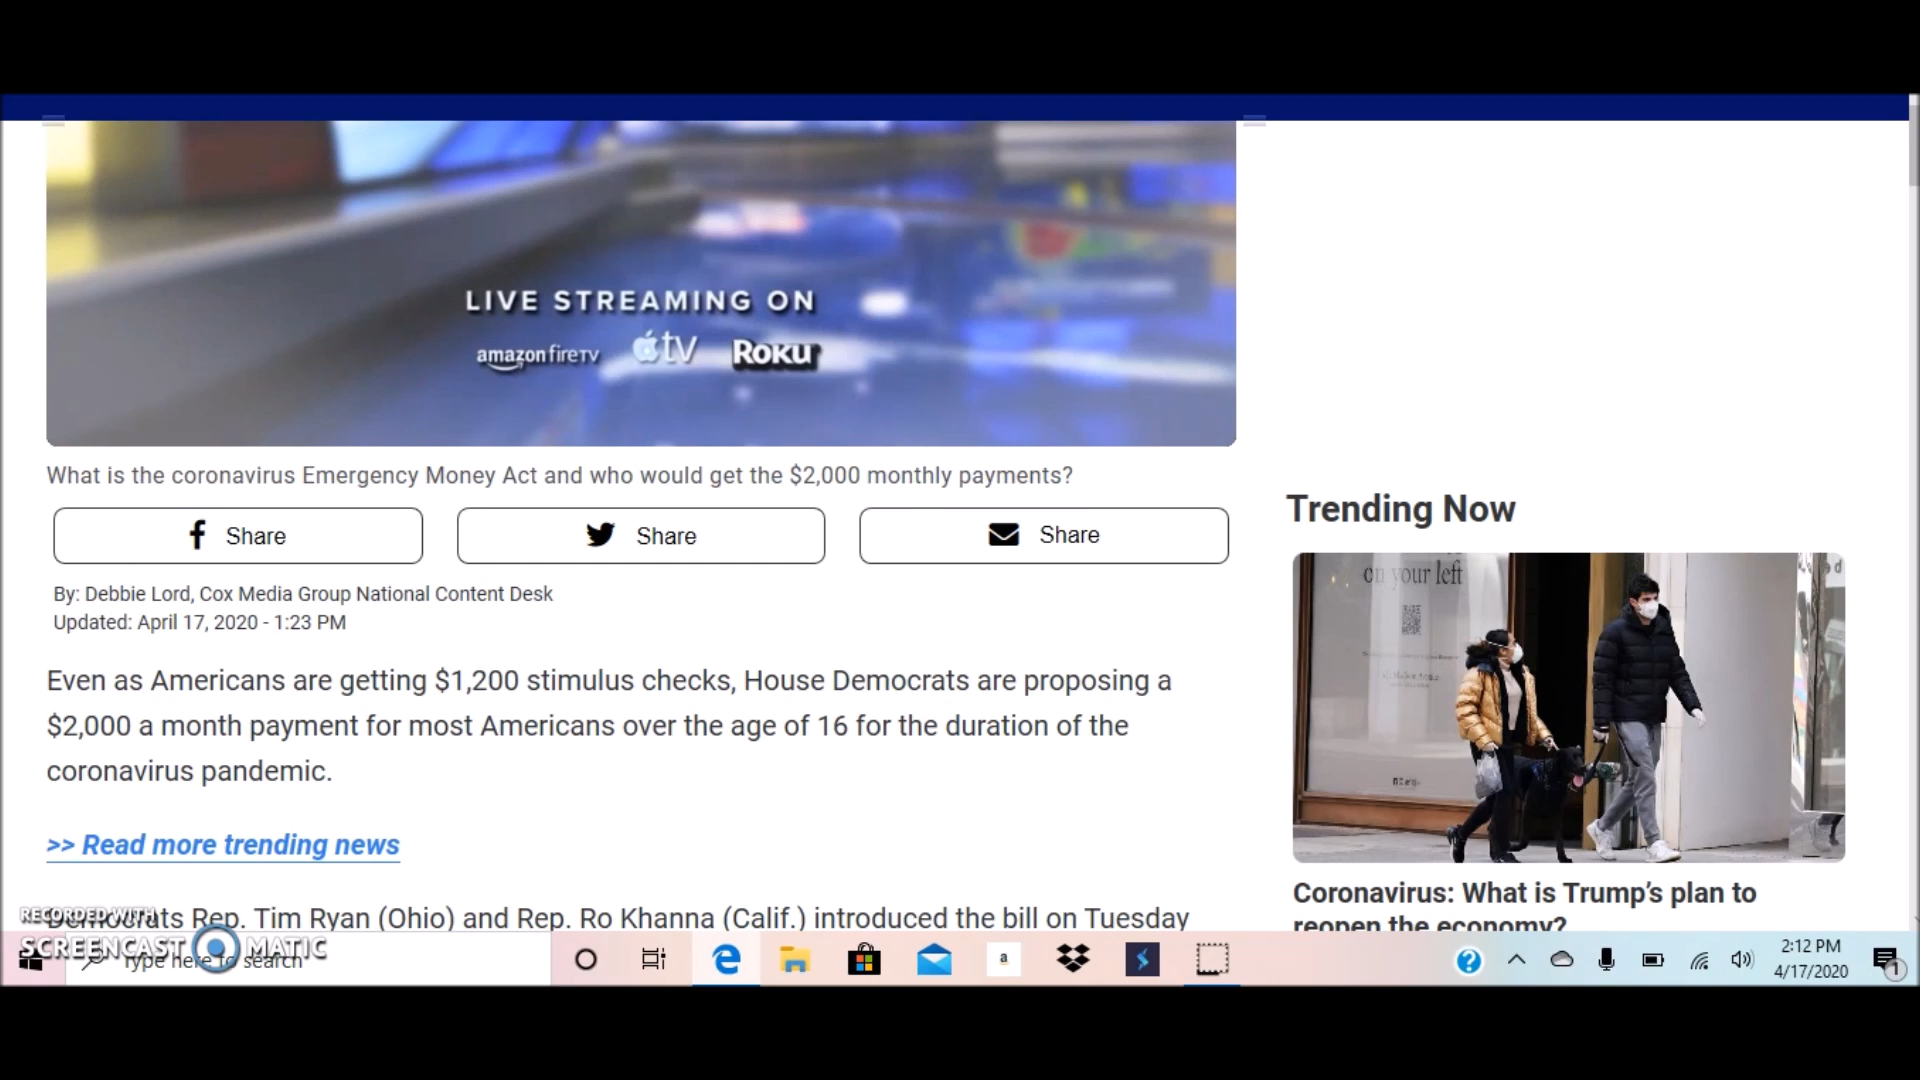 LIVE STREAMING ON
amazon fireTV tv ROKU
What is the coronavirus Emergency Money Act and who would get the $2,000 monthly payments?
Share Share Share
By: Debbie Lord, Cox Media Group National Content Desk
Updated: April 17, 2020 - 1:23 PM
Even as Americans are getting $1,200 stimulus checks, House Democrats are proposing a
$2,000 a month payment for most Americans over the age of 16 for the duration of the
coronavirus pandemic.
>> Read more trending news
Democrats Rep. Tim Ryan (Ohio) and Rep. Ro Khanna (Calif.) introduced the bill on Tuesday
Trending Now
on your left
Coronavirus: What is Trump's plan to
reopen the economy?
RECORDED WITH
SCREENCAST MATIC
Type here to search
a
2:12 PM
4/17/2020
1